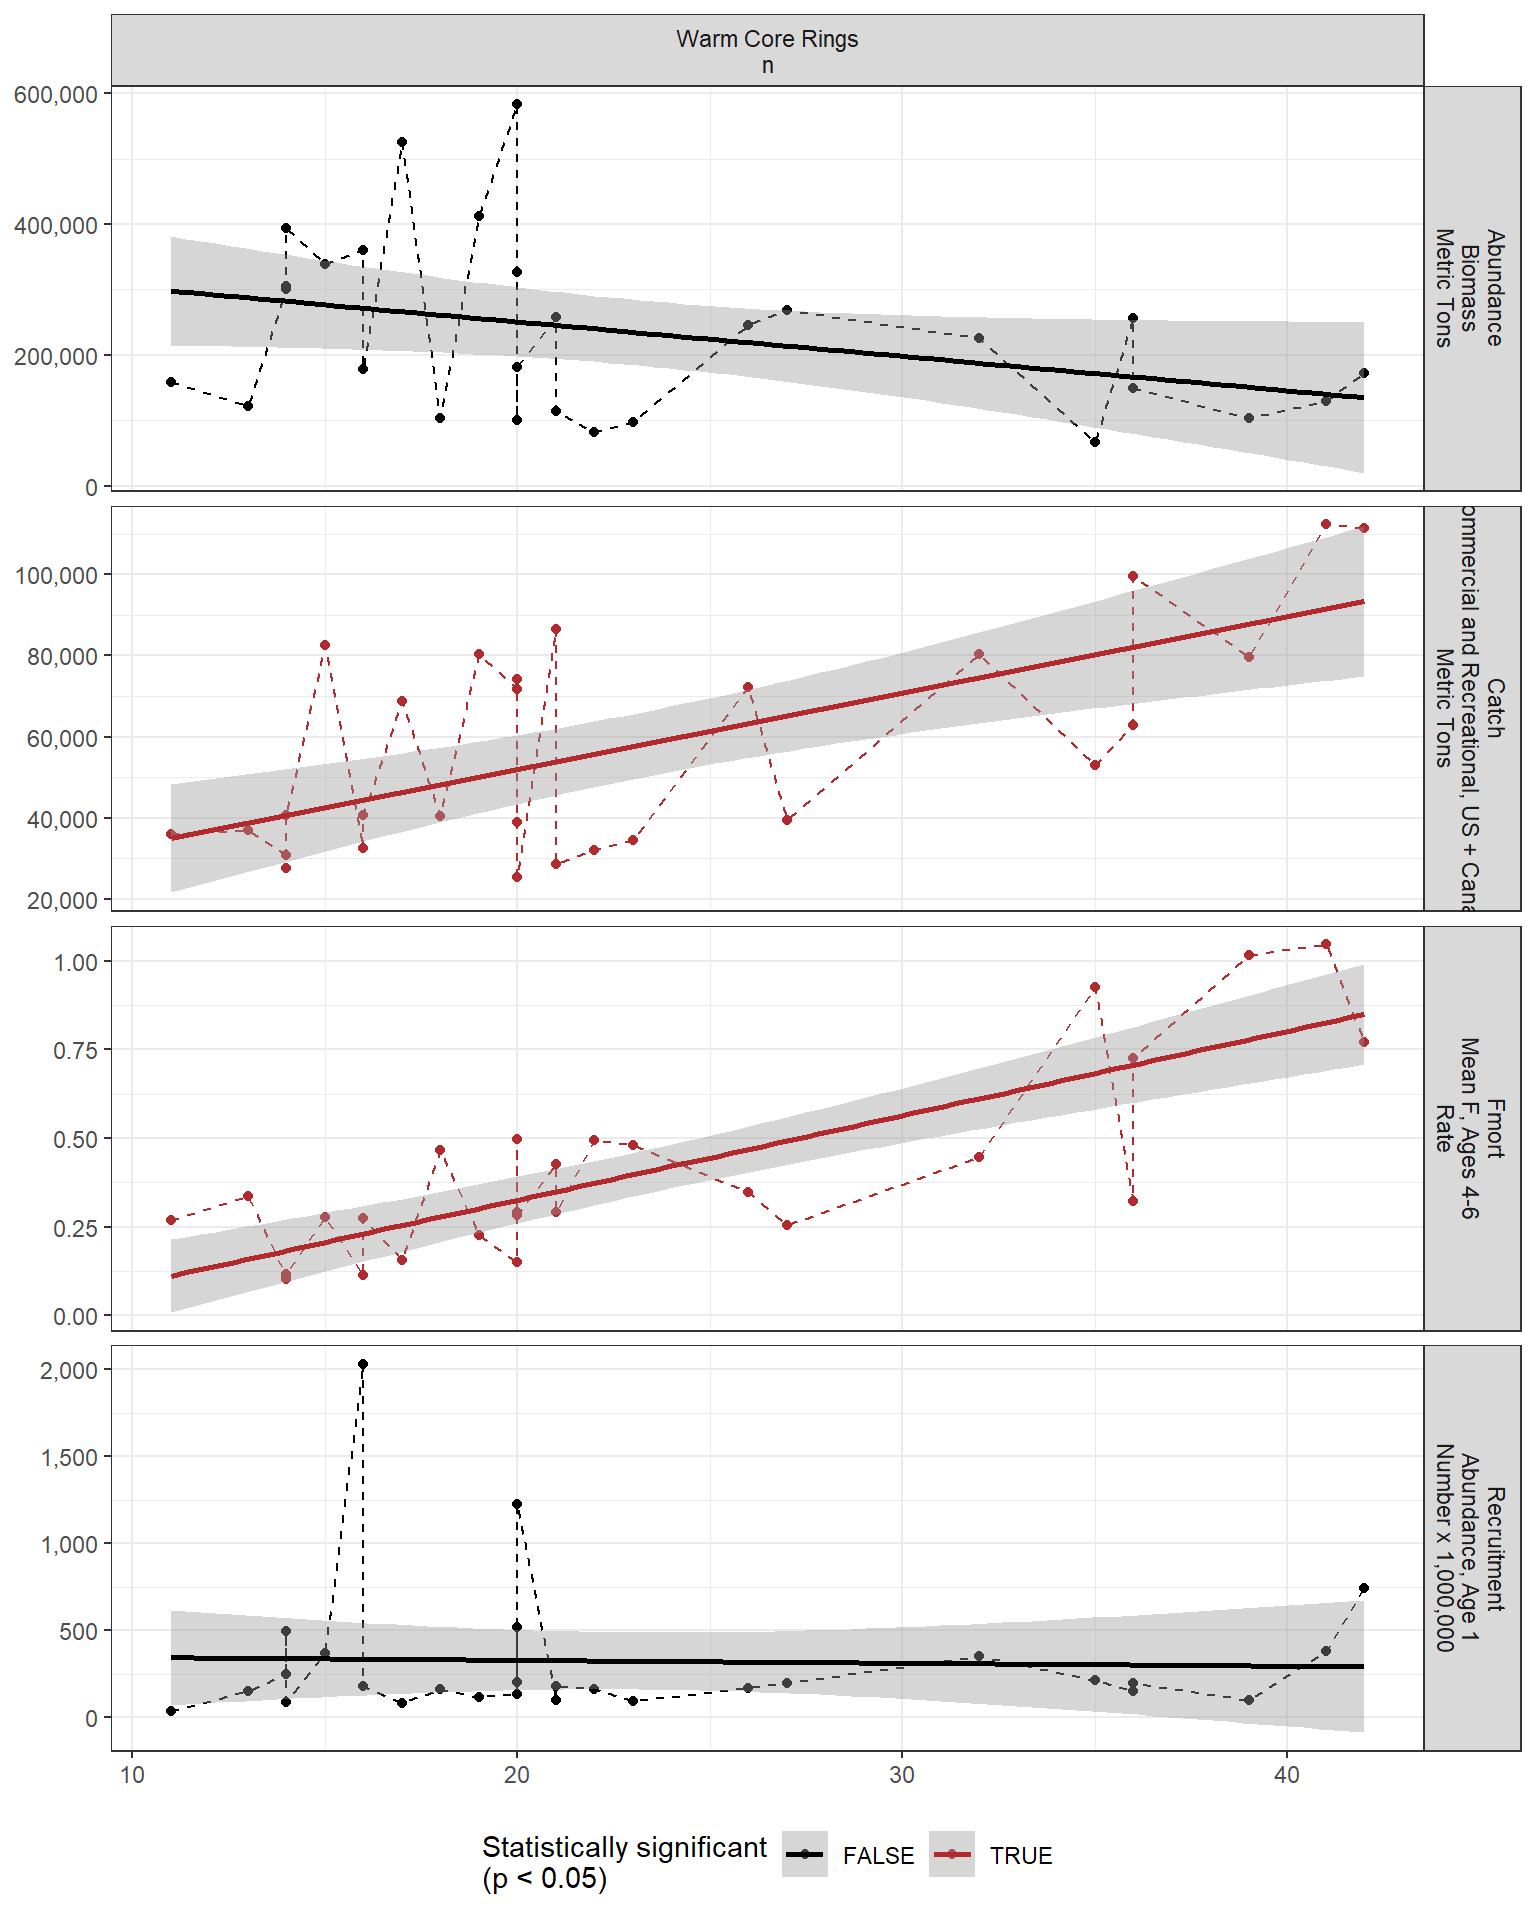 Warm Core Rings
n
600,000
400,000
200,000
0
Abundance
Biomass
Metric Tons
100,000
80,000
60,000
40,000
20,000
Catch
and Recreational, US +
Metric Tons
1.00
0.75
0.50
0.25
0.00
Fmort
Mean F, Ages 4-6
Rate
2,000
1,500
1,000
500
0
Recruitment
Abundance, Age 1
Number x 1,000,000
10
20
30
40
Statistically significant
(p < 0.05)
FALSE
TRUE